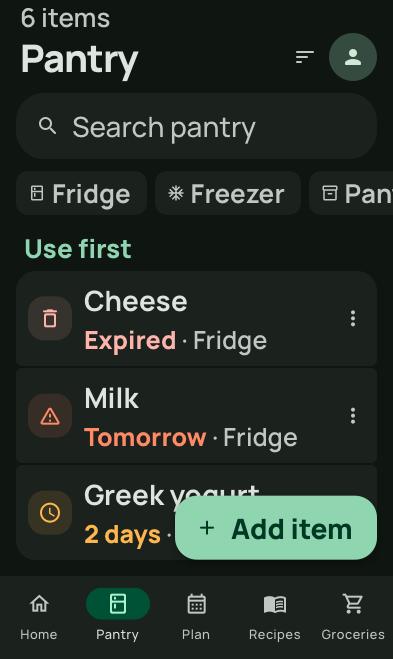 6 items
Pantry
Search pantry
Fridge Freezer Pan
Use first
Cheese
Expired · Fridge
Milk
Tomorrow · Fridge
Greek yogurt
2 days ·
+ Add item
Home Pantry Plan Recipes Groceries